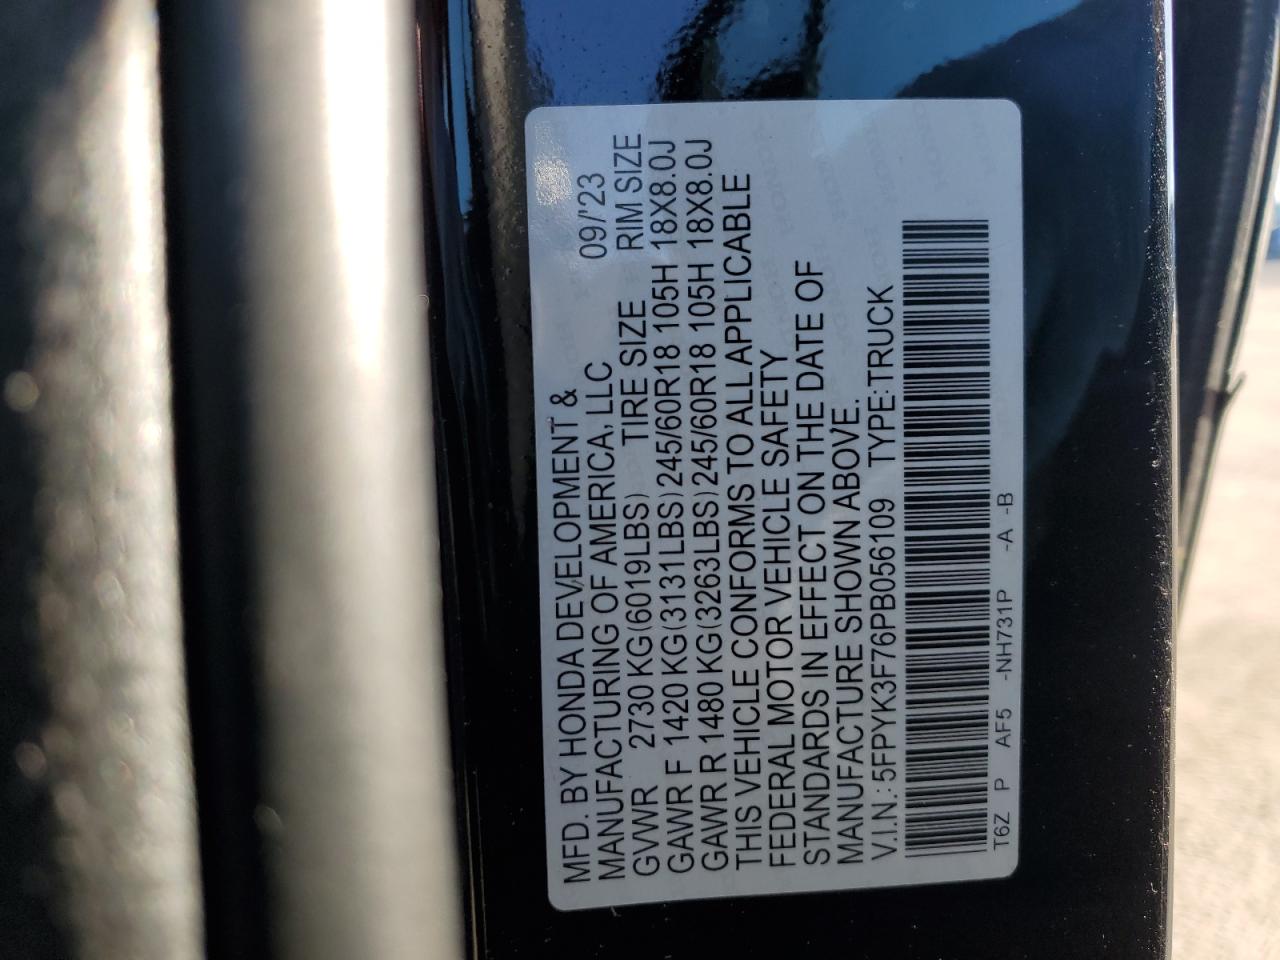 MFD. BY HONDA DEVELOPMENT &
MANUFACTURING OF AMERICA, LLC 09/'23
GVWR 2730 KG(6019LBS) TIRE SIZE RIM SIZE
GAWR F 1420 KG(3131LBS)245/60R18 105H 18X8.0J
GAWR R 1480 KG(3263LBS)245/60R18 105H 18X8.0J
THIS VEHICLE CONFORMS TO ALL APPLICABLE
FEDERAL MOTOR VEHICLE SAFETY
STANDARDS IN EFFECT ON THE DATE OF
MANUFACTURE SHOWN ABOVE.
V.I.N.:5FPYK3F76PB056109 TYPE:TRUCK
T6Z P AF5 -NH731P -A -B